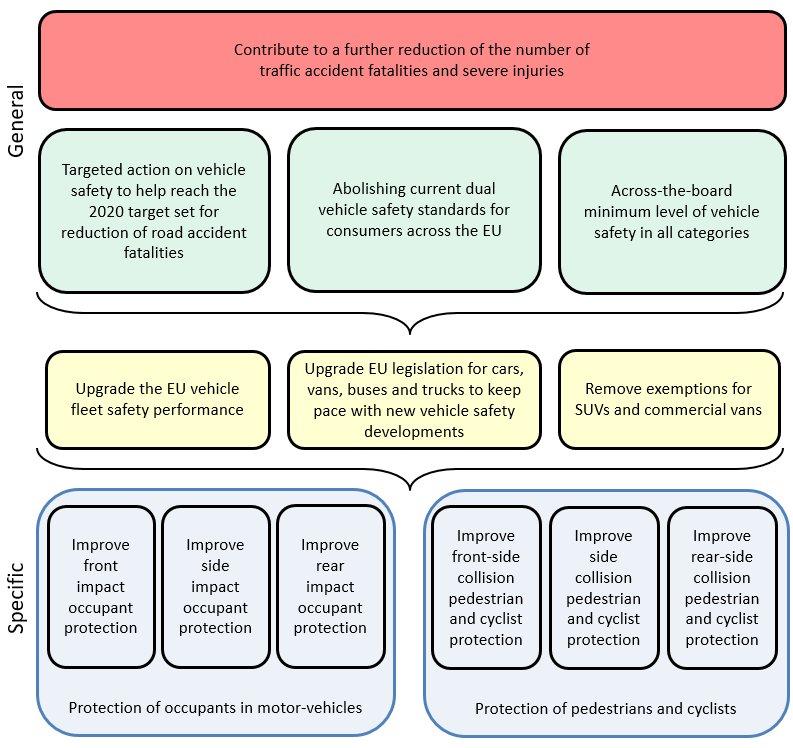 General
Contribute to a further reduction of the number of
traffic accident fatalities and severe injuries
Targeted action on vehicle
safety to help reach the
2020 target set for
reduction of road accident
fatalities
Abolishing current dual
vehicle safety standards for
consumers across the EU
Across-the-board
minimum level of vehicle
safety in all categories
Upgrade the EU vehicle
fleet safety performance
Upgrade EU legislation for cars,
vans, buses and trucks to keep
pace with new vehicle safety
developments
Remove exemptions for
SUVs and commercial vans
Specific
Improve
front
impact
occupant
protection
Improve
side
impact
occupant
protection
Improve
rear
impact
occupant
protection
Protection of occupants in motor-vehicles
Improve
front-side
collision
pedestrian
and cyclist
protection
Improve
side
collision
pedestrian
and cyclist
protection
Improve
rear-side
collision
pedestrian
and cyclist
protection
Protection of pedestrians and cyclists